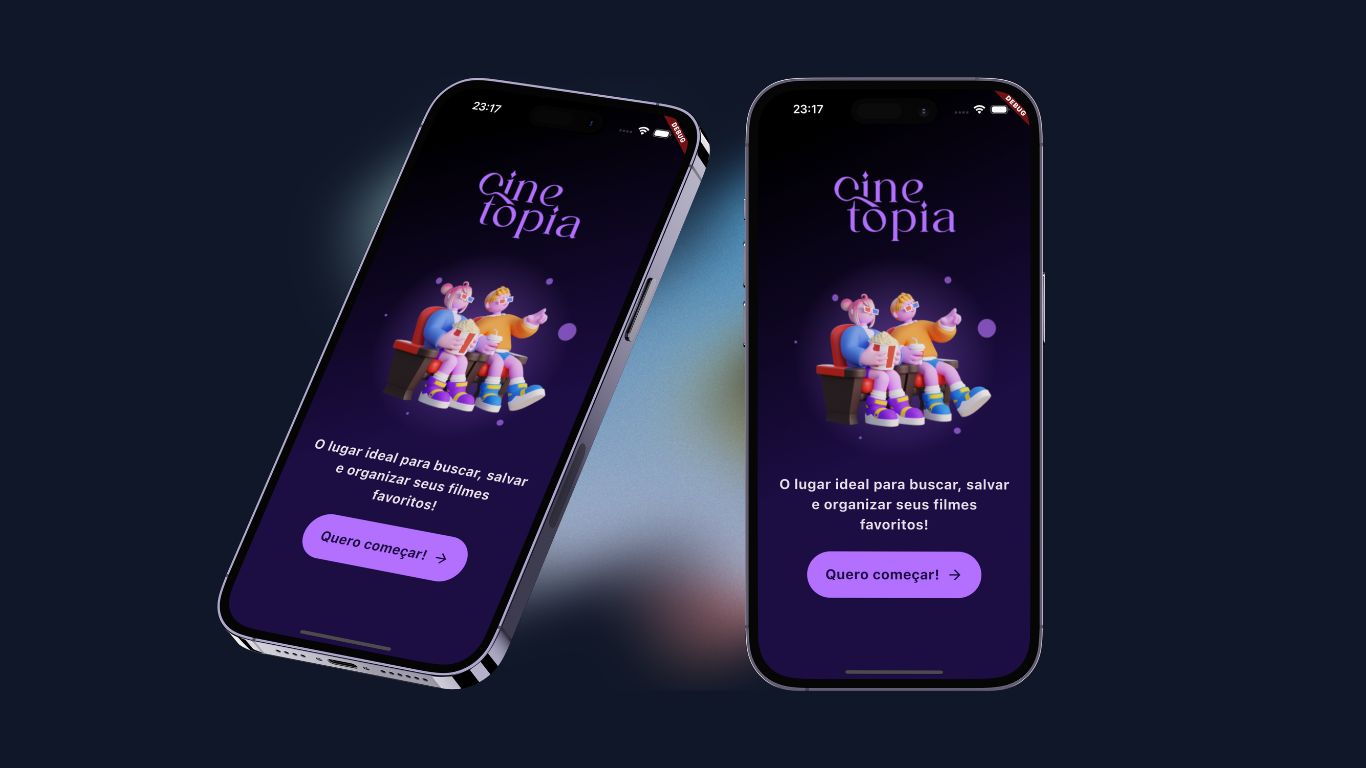 23:17
DEBUG
cine
topia
O lugar ideal para buscar, salvar
e organizar seus filmes
favoritos!
Quero começar!
23:17
DEBUG
cine
topia
O lugar ideal para buscar, salvar
e organizar seus filmes
favoritos!
Quero começar!